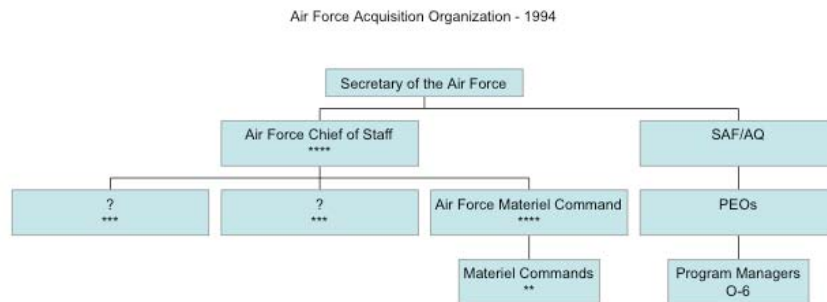 Air Force Acquisition Organization - 1994
Secretary of the Air Force
Air Force Chief of Staff
****
SAF/AQ
?
***
?
***
Air Force Materiel Command
****
PEOs
Materiel Commands
**
Program Managers
O-6